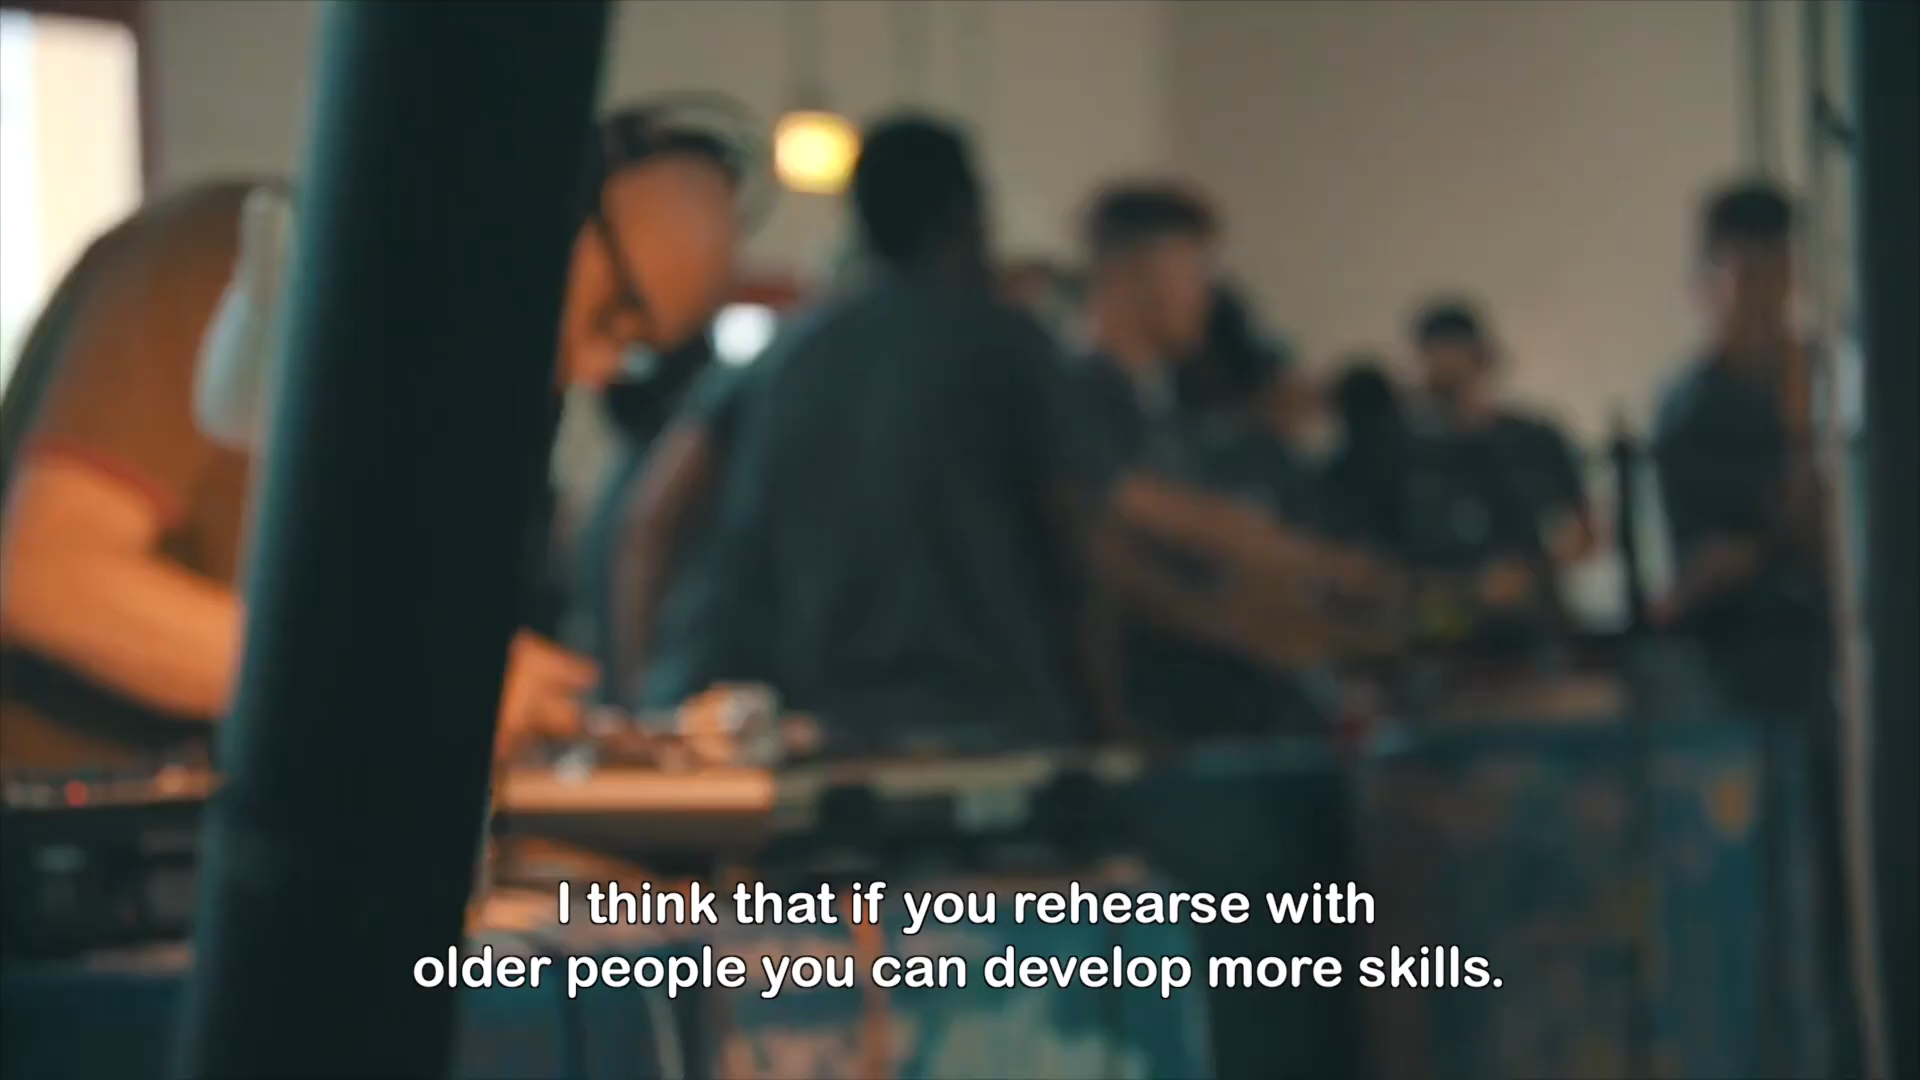 I think that if you rehearse with
older people you can develop more skills.